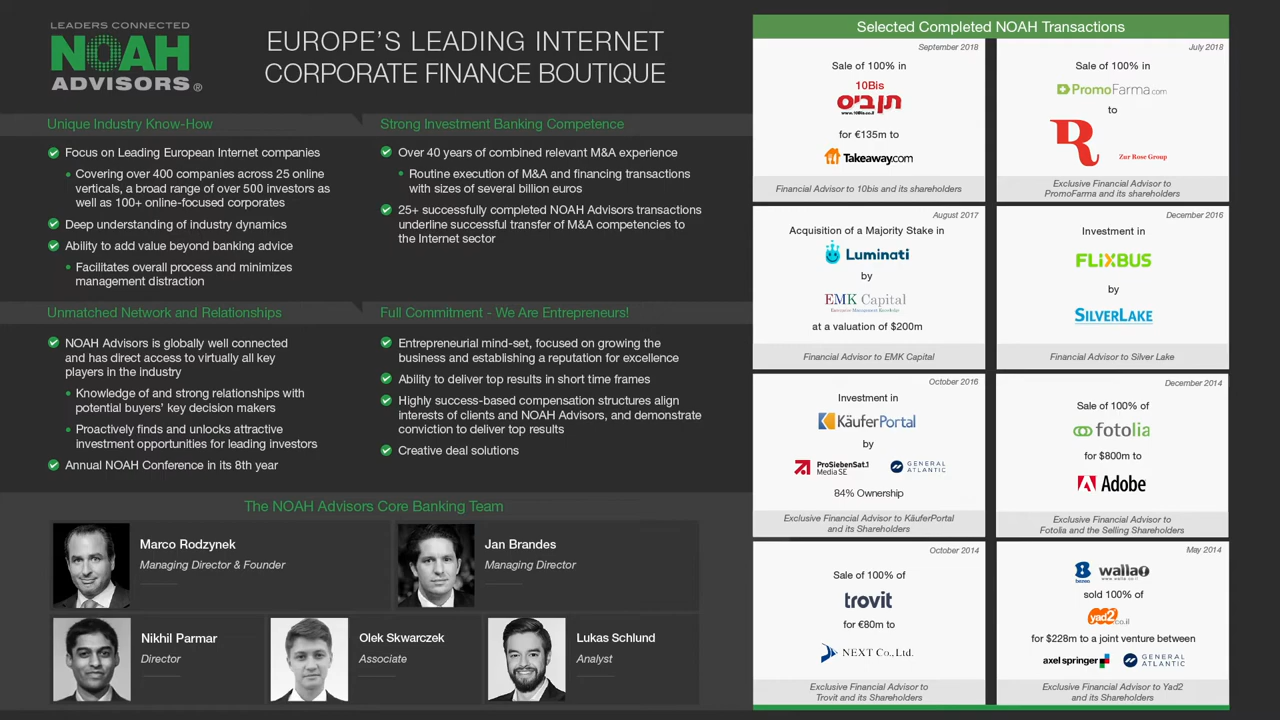 LEADERS CONNECTED
NOAH
ADVISORS®
EUROPE'S LEADING INTERNET
CORPORATE FINANCE BOUTIQUE
Unique Industry Know-How
Focus on Leading European Internet companies
Covering over 400 companies across 25 online
verticals, a broad range of over 500 investors as
well as 100+ online-focused corporates
Deep understanding of industry dynamics
Ability to add value beyond banking advice
Facilitates overall process and minimizes
management distraction
Strong Investment Banking Competence
Over 40 years of combined relevant M&A experience
Routine execution of M&A and financing transactions
with sizes of several billion euros
25+ successfully completed NOAH Advisors transactions
underline successful transfer of M&A competencies to
the Internet sector
Unmatched Network and Relationships
NOAH Advisors is globally well connected
and has direct access to virtually all key
players in the industry
Knowledge of and strong relationships with
potential buyers' key decision makers
Proactively finds and unlocks attractive
investment opportunities for leading investors
Annual NOAH Conference in its 8th year
Full Commitment - We Are Entrepreneurs!
Entrepreneurial mind-set, focused on growing the
business and establishing a reputation for excellence
Ability to deliver top results in short time frames
Highly success-based compensation structures align
interests of clients and NOAH Advisors, and demonstrate
conviction to deliver top results
Creative deal solutions
The NOAH Advisors Core Banking Team
Marco Rodzynek
Managing Director & Founder
Jan Brandes
Managing Director
Nikhil Parmar
Director
Olek Skwarczek
Associate
Lukas Schlund
Analyst
Selected Completed NOAH Transactions
September 2018
Sale of 100% in
10Bis
תן ביס
www.10Bis.co.il
for €135m to
Takeaway.com
Financial Advisor to 10bis and its shareholders
July 2018
Sale of 100% in
PromoFarma.com
to
R
Zur Rose Group
Exclusive Financial Advisor to
PromoFarma and its shareholders
August 2017
Acquisition of a Majority Stake in
Luminati
by
EMK Capital
Entrepreneurs Management Knowledge
at a valuation of $200m
Financial Advisor to EMK Capital
December 2016
Investment in
FLiXBUS
by
SILVERLAKE
Financial Advisor to Silver Lake
October 2016
Investment in
KäuferPortal
by
ProSiebenSat.1
Media SE
GENERAL
ATLANTIC
84% Ownership
Exclusive Financial Advisor to KäuferPortal
and its Shareholders
December 2014
Sale of 100% of
fotolia
for $800m to
Adobe
Exclusive Financial Advisor to
Fotolia and the Selling Shareholders
October 2014
Sale of 100% of
trovit
for €80m to
NEXT Co., Ltd.
Exclusive Financial Advisor to
Trovit and its Shareholders
May 2014
bezeq
walla!
www.walla.co.il
sold 100% of
yad2.co.il
for $228m to a joint venture between
axel springer
GENERAL
ATLANTIC
Exclusive Financial Advisor to Yad2
and its Shareholders